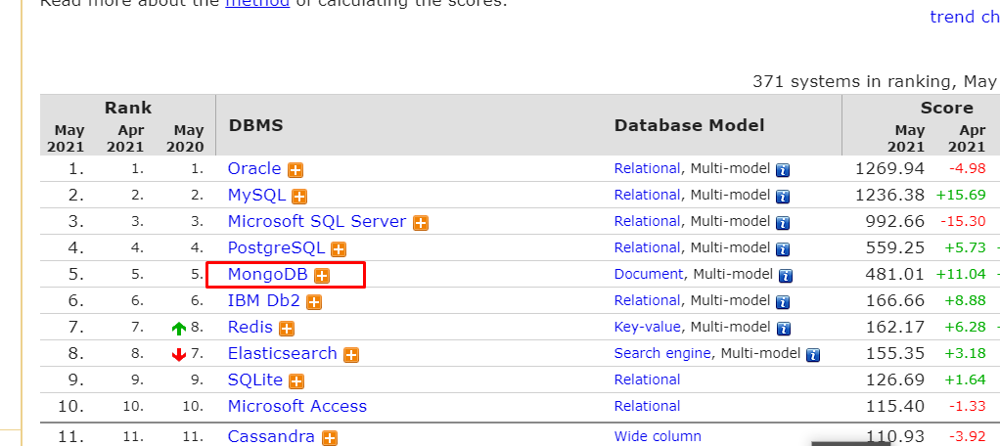 Read more about the method of calculating the scores.
trend ch
371 systems in ranking, May
Rank Score
DBMS Database Model
May Apr May May Apr
2021 2021 2020 2021 2021
1. 1. 1. Oracle Relational, Multi-model i 1269.94 -4.98
2. 2. 2. MySQL Relational, Multi-model i 1236.38 +15.69
3. 3. 3. Microsoft SQL Server Relational, Multi-model i 992.66 -15.30
4. 4. 4. PostgreSQL Relational, Multi-model i 559.25 +5.73
5. 5. 5. MongoDB Document, Multi-model i 481.01 +11.04
6. 6. 6. IBM Db2 Relational, Multi-model i 166.66 +8.88
7. 7. 8. Redis Key-value, Multi-model i 162.17 +6.28
8. 8. 7. Elasticsearch Search engine, Multi-model i 155.35 +3.18
9. 9. 9. SQLite Relational 126.69 +1.64
10. 10. 10. Microsoft Access Relational 115.40 -1.33
11. 11. 11. Cassandra Wide column 110.93 -3.92